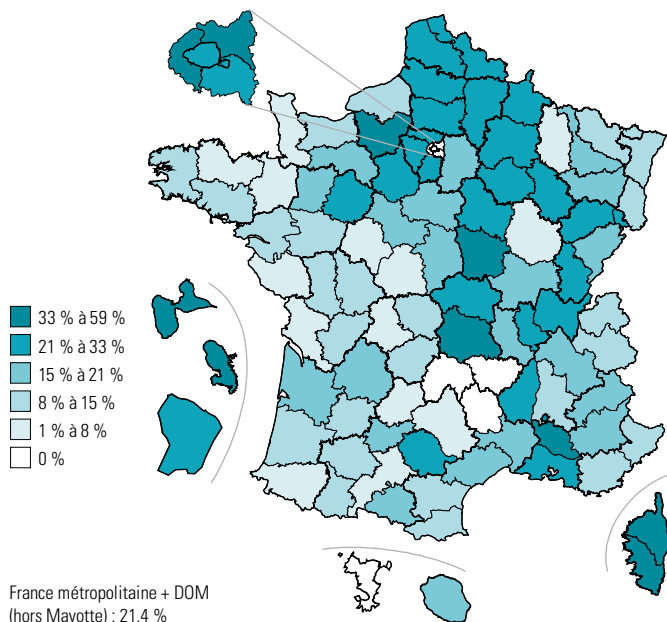 33 % à 59 %
21 % à 33 %
15 % à 21 %
8 % à 15 %
1 % à 8 %
0 %
France métropolitaine + DOM
(hors Mayotte) : 21,4 %